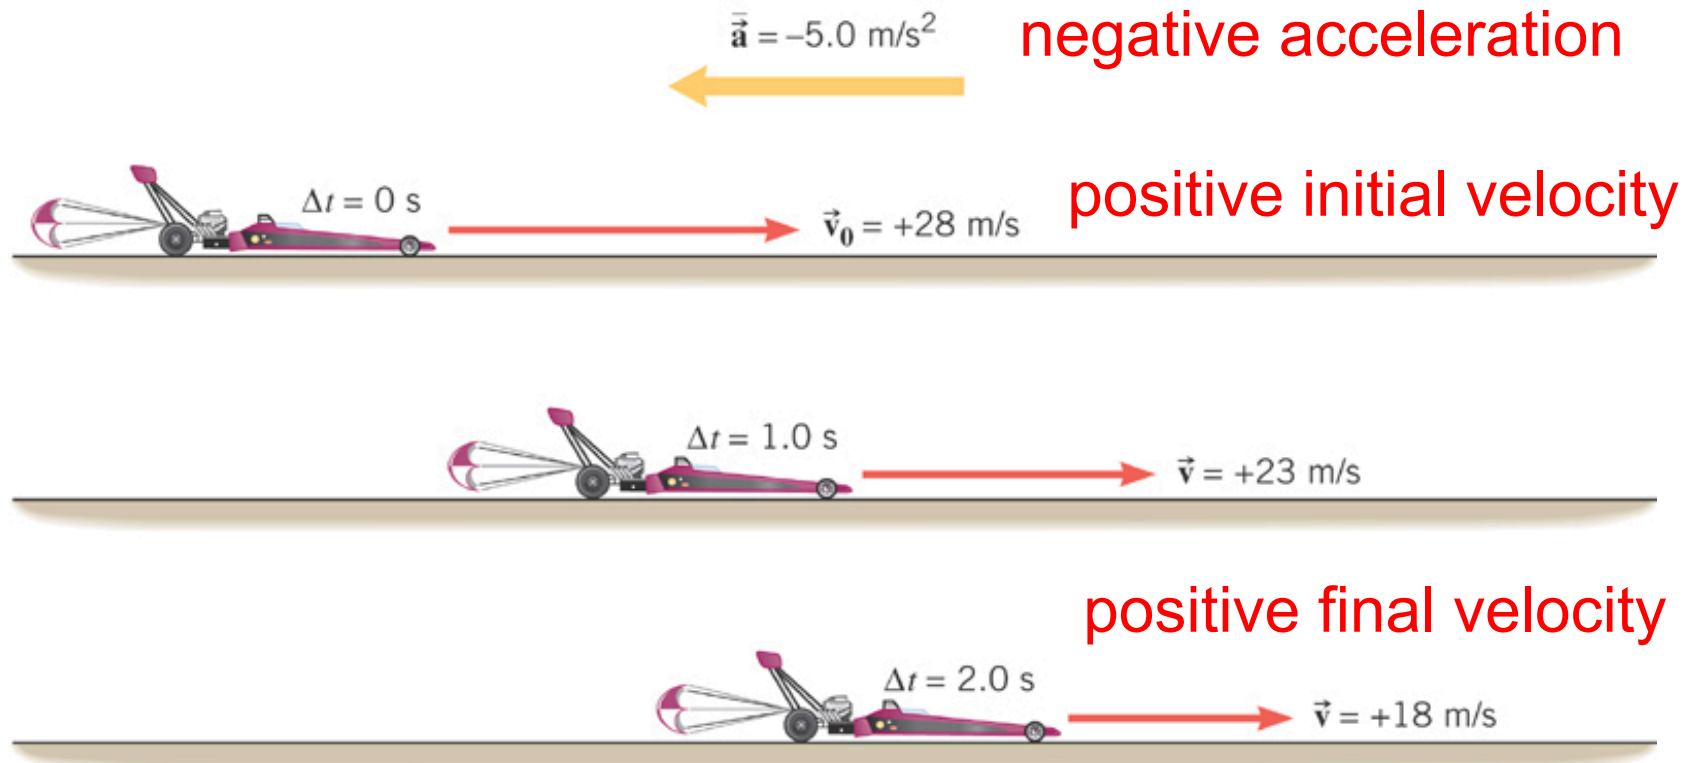 a⃗̄ = –5.0 m/s² negative acceleration
Δt = 0 s
v⃗₀ = +28 m/s positive initial velocity
Δt = 1.0 s
v⃗ = +23 m/s
positive final velocity
Δt = 2.0 s
v⃗ = +18 m/s